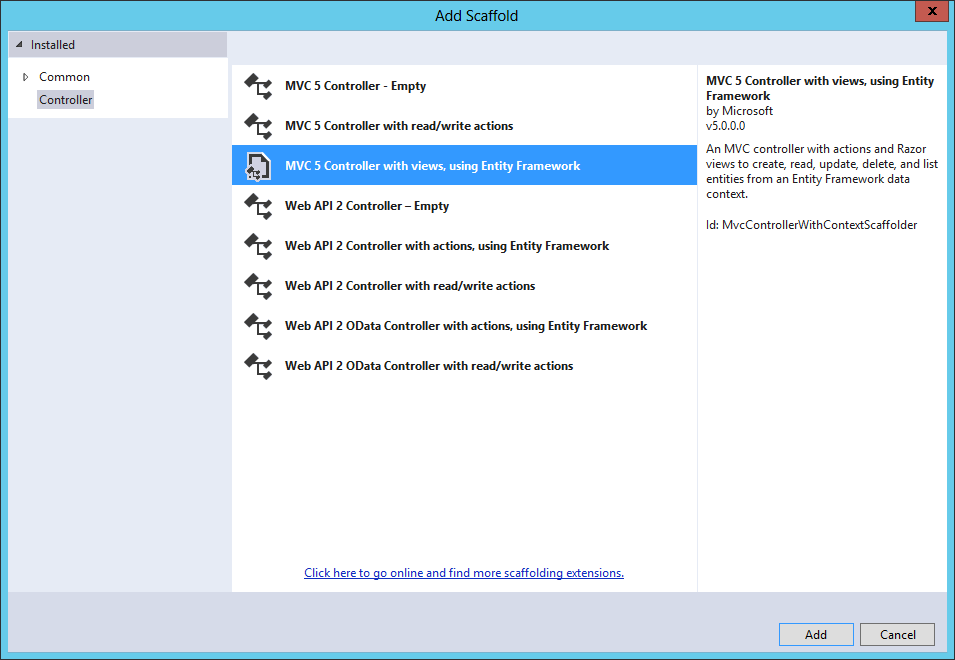 Add Scaffold
Installed
Common
Controller
MVC 5 Controller - Empty
MVC 5 Controller with read/write actions
MVC 5 Controller with views, using Entity Framework
Web API 2 Controller – Empty
Web API 2 Controller with actions, using Entity Framework
Web API 2 Controller with read/write actions
Web API 2 OData Controller with actions, using Entity Framework
Web API 2 OData Controller with read/write actions
Click here to go online and find more scaffolding extensions.
MVC 5 Controller with views, using Entity
Framework
by Microsoft
v5.0.0.0
An MVC controller with actions and Razor
views to create, read, update, delete, and list
entities from an Entity Framework data
context.
Id: MvcControllerWithContextScaffolder
Add
Cancel